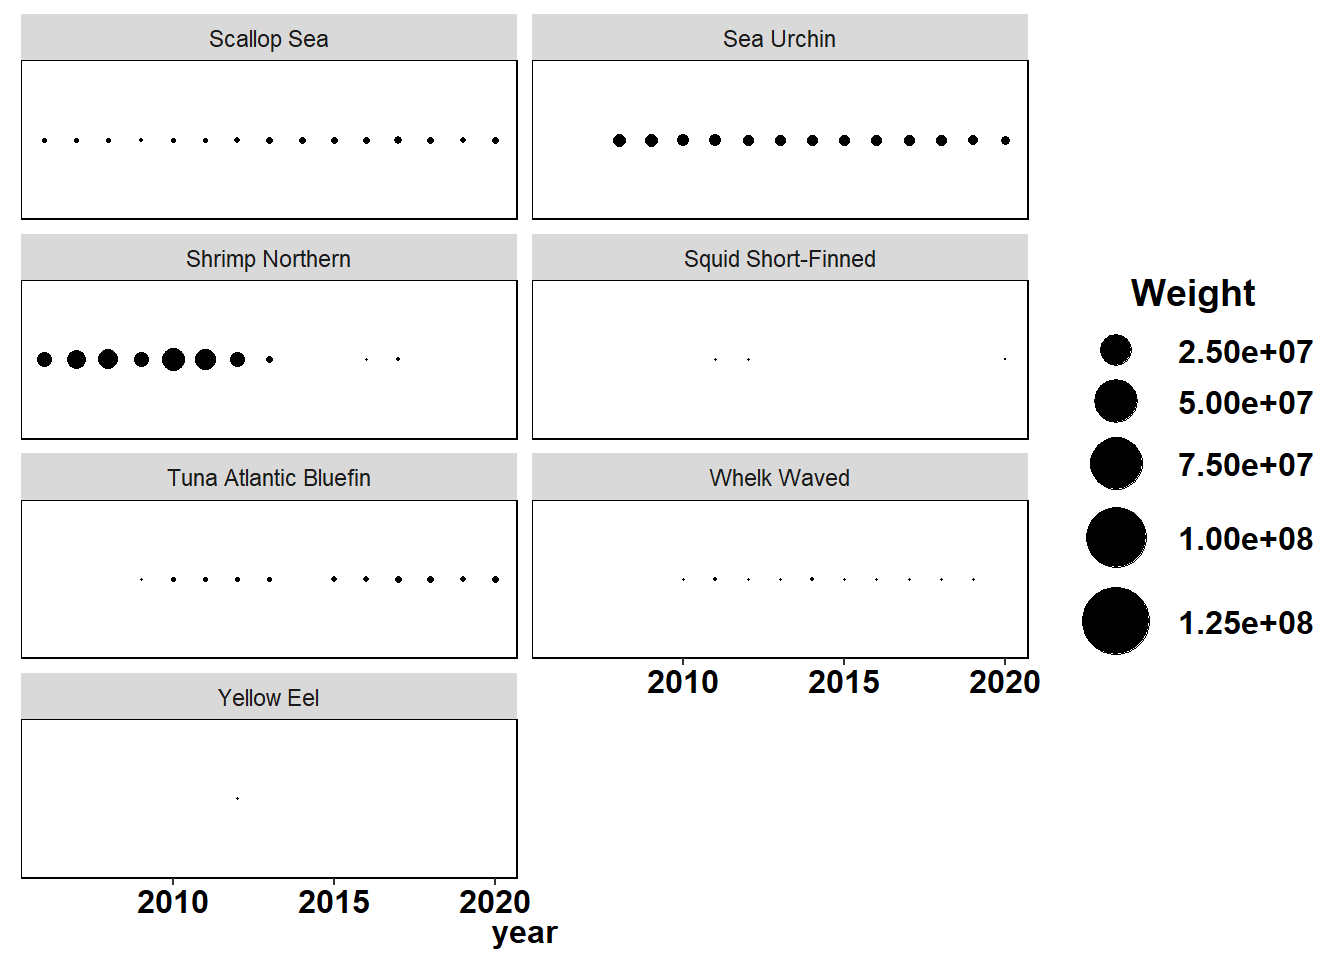 Scallop Sea
Sea Urchin
Shrimp Northern
Squid Short-Finned
Tuna Atlantic Bluefin
Whelk Waved
2010 2015 2020
Yellow Eel
2010 2015 2020
year
Weight
2.50e+07
5.00e+07
7.50e+07
1.00e+08
1.25e+08